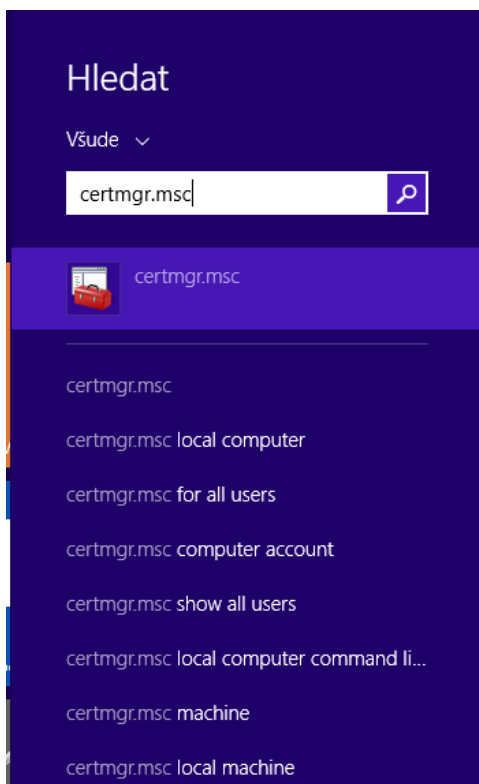 Hledat
Všude
certmgr.msc
certmgr.msc
certmgr.msc
certmgr.msc local computer
certmgr.msc for all users
certmgr.msc computer account
certmgr.msc show all users
certmgr.msc local computer command li...
certmgr.msc machine
certmgr.msc local machine